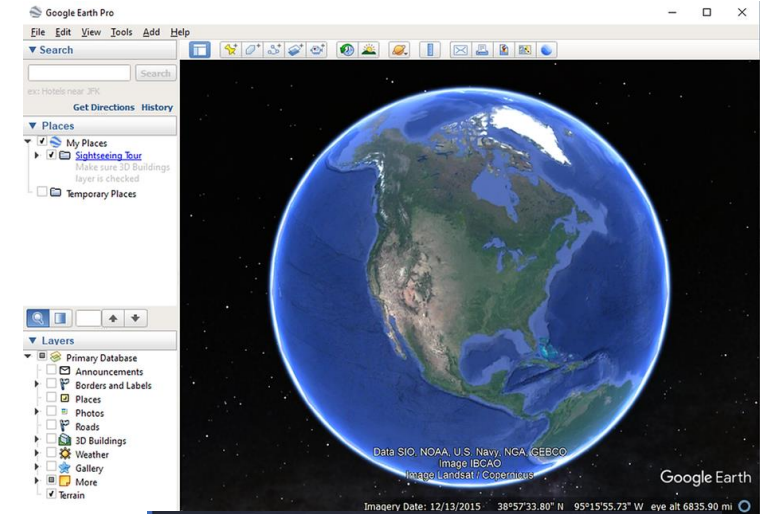 Google Earth Pro
File Edit View Tools Add Help
Search
Search
ex: Hotels near JFK
Get Directions History
Places
My Places
Sightseeing Tour
Make sure 3D Buildings
layer is checked
Temporary Places
Layers
Primary Database
Announcements
Borders and Labels
Places
Photos
Roads
3D Buildings
Weather
Gallery
More
Terrain
Data SIO, NOAA, U.S. Navy, NGA, GEBCO
Image IBCAO
Image Landsat / Copernicus
Google Earth
Imagery Date: 12/13/2015 38°57'33.80" N 95°15'55.73" W eye alt 6835.90 mi